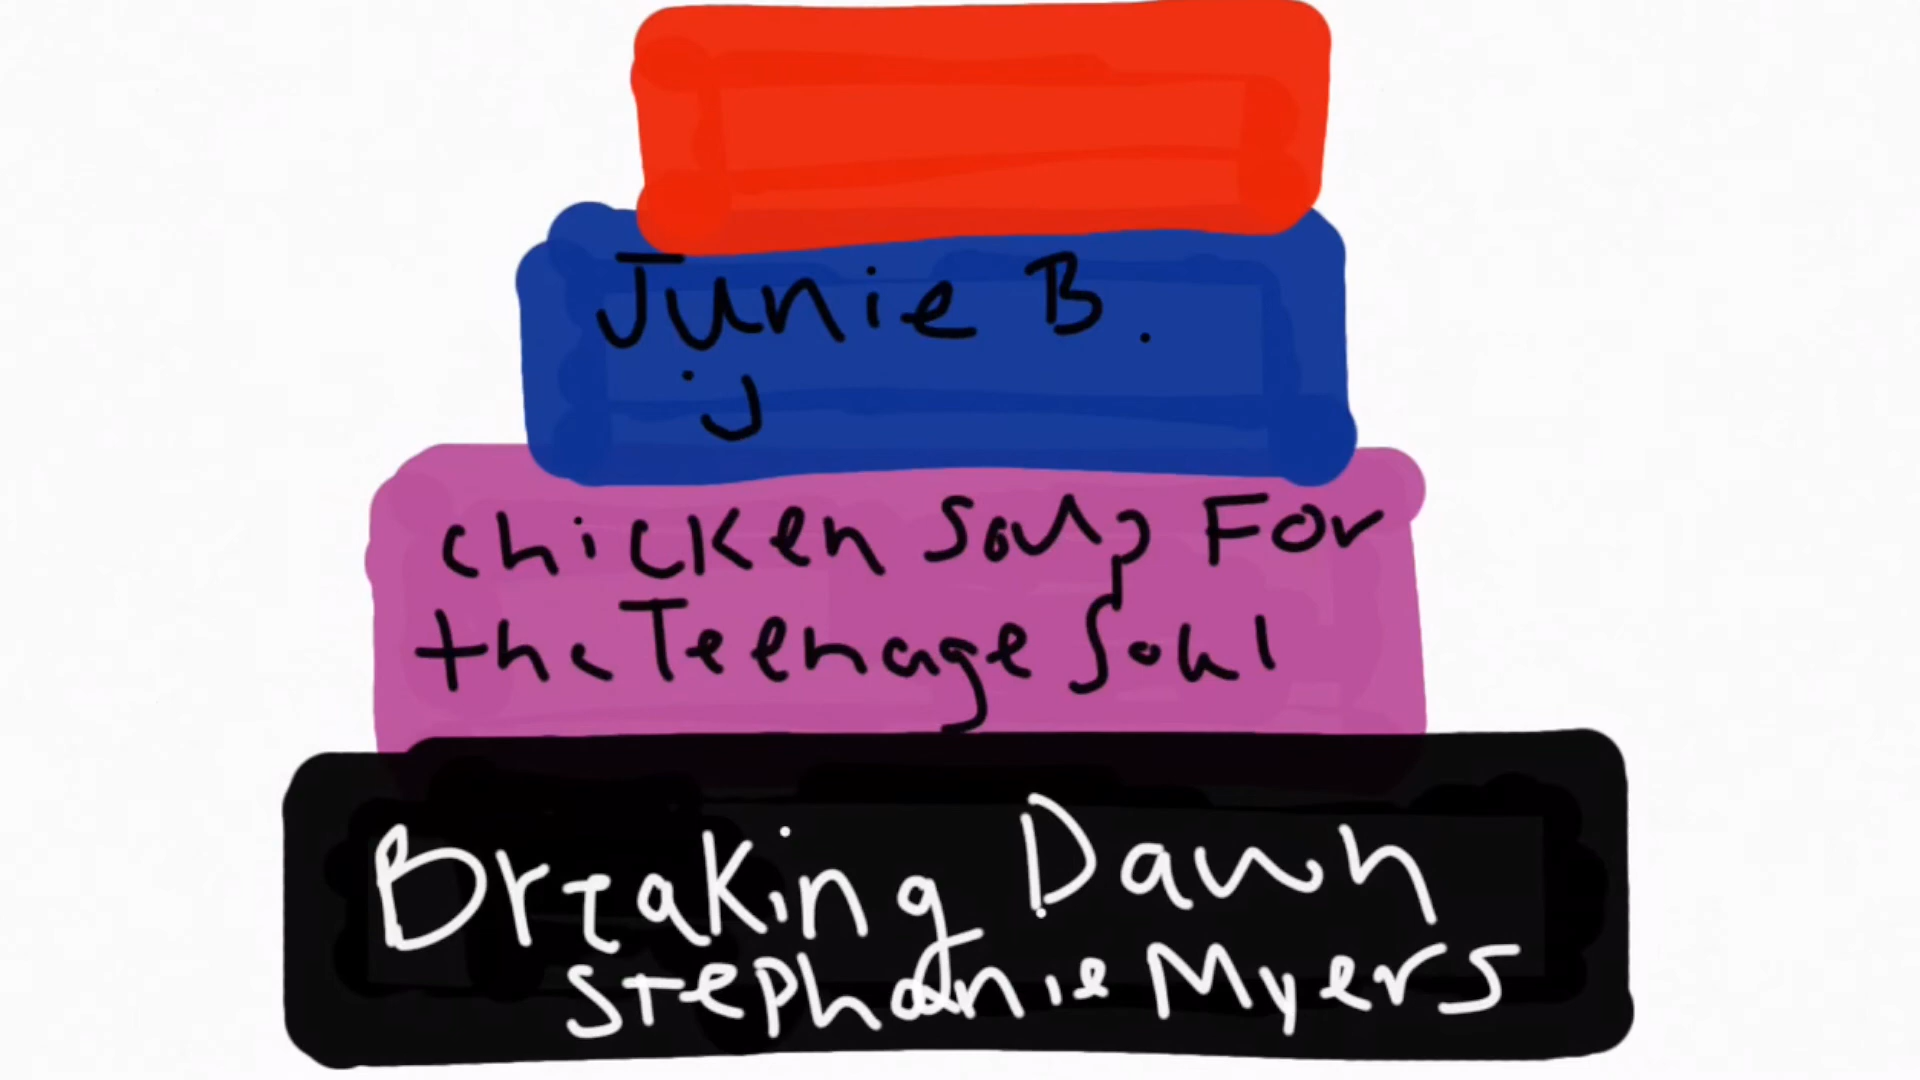 Junie B.
j
chicken Soup For
the Teenage Soul
Breaking Dawn
Stephanie Myers